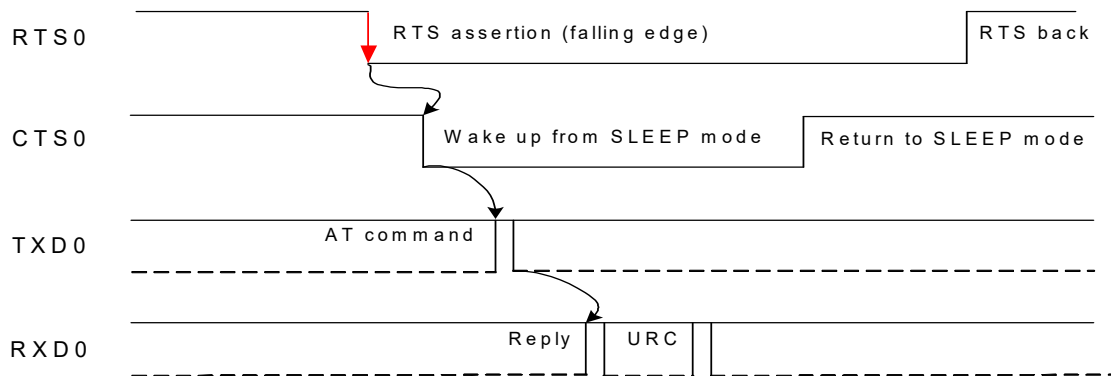 RTS0
RTS assertion (falling edge)
RTS back
CTS0
Wake up from SLEEP mode
Return to SLEEP mode
TXD0
AT command
RXD0
Reply
URC